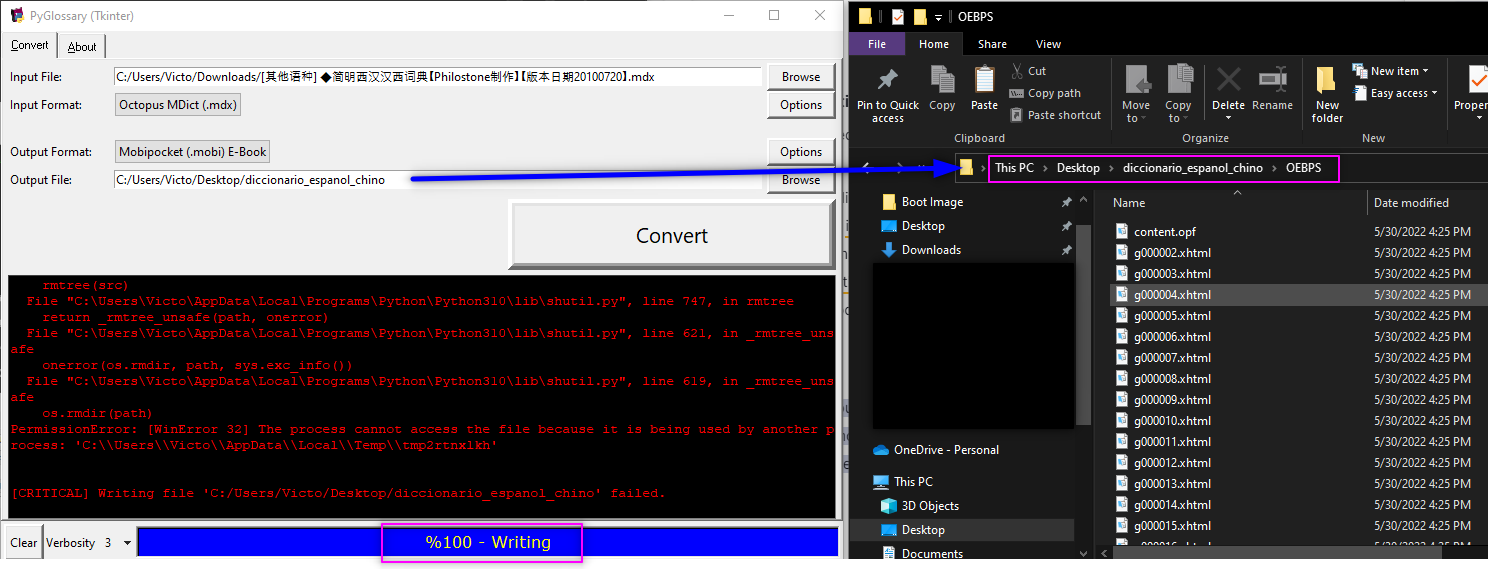 PyGlossary (Tkinter)
Convert
About
Input File:
C:/Users/Victo/Downloads/[其他语种] ◆简明西汉汉西词典【Philostone制作】【版本日期20100720】.mdx
Browse
Input Format:
Octopus MDict (.mdx)
Options
Output Format:
Mobipocket (.mobi) E-Book
Options
Output File:
C:/Users/Victo/Desktop/diccionario_espanol_chino
Browse
Convert
rmtree(src)
File "C:\Users\Victo\AppData\Local\Programs\Python\Python310\lib\shutil.py", line 747, in rmtree
return _rmtree_unsafe(path, onerror)
File "C:\Users\Victo\AppData\Local\Programs\Python\Python310\lib\shutil.py", line 621, in _rmtree_uns
afe
onerror(os.rmdir, path, sys.exc_info())
File "C:\Users\Victo\AppData\Local\Programs\Python\Python310\lib\shutil.py", line 619, in _rmtree_uns
afe
os.rmdir(path)
PermissionError: [WinError 32] The process cannot access the file because it is being used by another p
rocess: 'C:\\Users\\Victo\\AppData\\Local\\Temp\\tmp2rtnxlkh'
[CRITICAL] Writing file 'C:/Users/Victo/Desktop/diccionario_espanol_chino' failed.
Clear
Verbosity
3
%100 - Writing
OEBPS
File
Home
Share
View
Pin to Quick
access
Copy
Paste
Cut
Copy path
Paste shortcut
Clipboard
Move
to
Copy
to
Delete
Rename
Organize
New
folder
New item
Easy access
New
Proper
This PC > Desktop > diccionario_espanol_chino > OEBPS
Boot Image
Desktop
Downloads
OneDrive - Personal
This PC
3D Objects
Desktop
Documents
Name
Date modified
content.opf 5/30/2022 4:25 PM
g000002.xhtml 5/30/2022 4:25 PM
g000003.xhtml 5/30/2022 4:25 PM
g000004.xhtml 5/30/2022 4:25 PM
g000005.xhtml 5/30/2022 4:25 PM
g000006.xhtml 5/30/2022 4:25 PM
g000007.xhtml 5/30/2022 4:25 PM
g000008.xhtml 5/30/2022 4:25 PM
g000009.xhtml 5/30/2022 4:25 PM
g000010.xhtml 5/30/2022 4:25 PM
g000011.xhtml 5/30/2022 4:25 PM
g000012.xhtml 5/30/2022 4:25 PM
g000013.xhtml 5/30/2022 4:25 PM
g000014.xhtml 5/30/2022 4:25 PM
g000015.xhtml 5/30/2022 4:25 PM